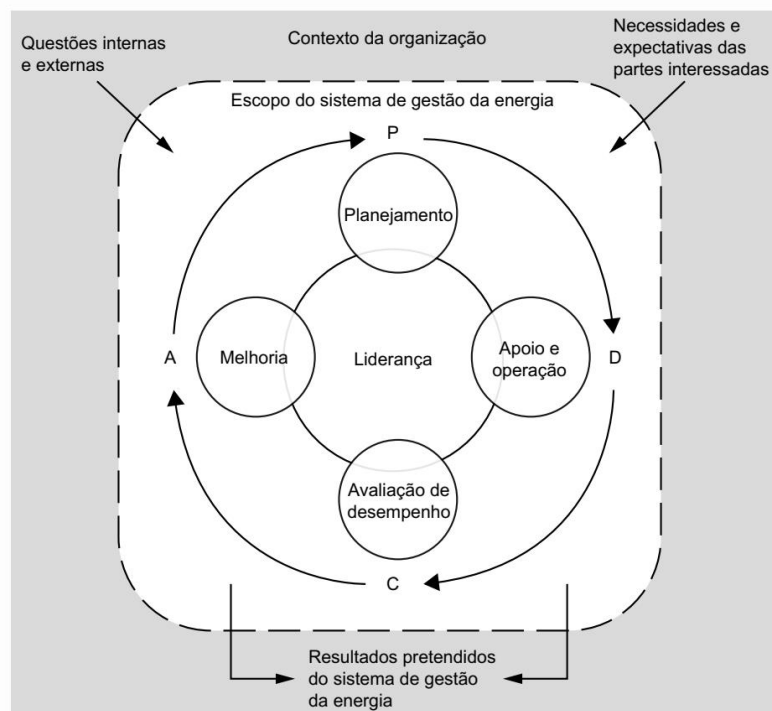 Questões internas
e externas
Contexto da organização
Necessidades e
expectativas das
partes interessadas
Escopo do sistema de gestão da energia
P
Planejamento
A
Melhoria
Liderança
Apoio e
operação
D
Avaliação de
desempenho
C
Resultados pretendidos
do sistema de gestão
da energia